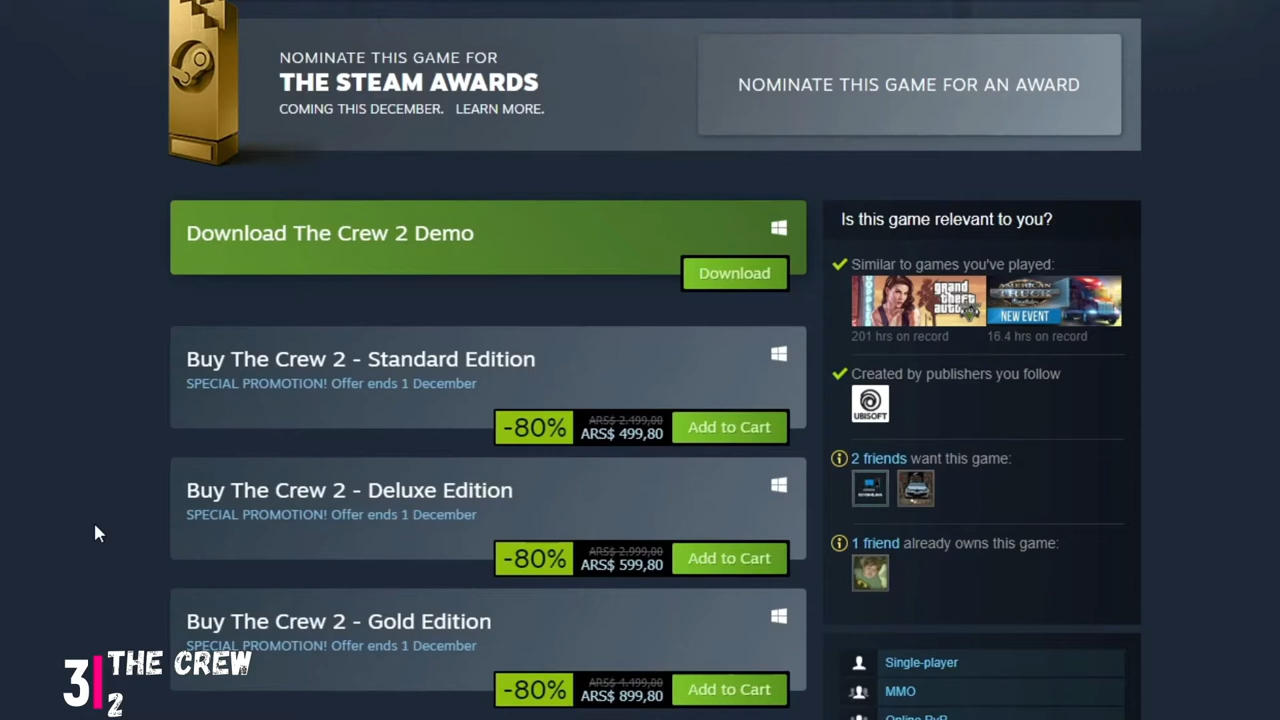 NOMINATE THIS GAME FOR
THE STEAM AWARDS
COMING THIS DECEMBER. LEARN MORE.
NOMINATE THIS GAME FOR AN AWARD
Download The Crew 2 Demo
Download
Buy The Crew 2 - Standard Edition
SPECIAL PROMOTION! Offer ends 1 December
-80%
ARS$ 2.499,00
ARS$ 499,80
Add to Cart
Buy The Crew 2 - Deluxe Edition
SPECIAL PROMOTION! Offer ends 1 December
-80%
ARS$ 2.999,00
ARS$ 599,80
Add to Cart
Buy The Crew 2 - Gold Edition
SPECIAL PROMOTION! Offer ends 1 December
-80%
ARS$ 4.499,00
ARS$ 899,80
Add to Cart
Is this game relevant to you?
Similar to games you've played:
grand
theft
auto
AMERICAN
TRUCK
NEW EVENT
201 hrs on record
16.4 hrs on record
Created by publishers you follow
UBISOFT
2 friends want this game:
1 friend already owns this game:
Single-player
MMO
Online PvP
3
THE CREW
2